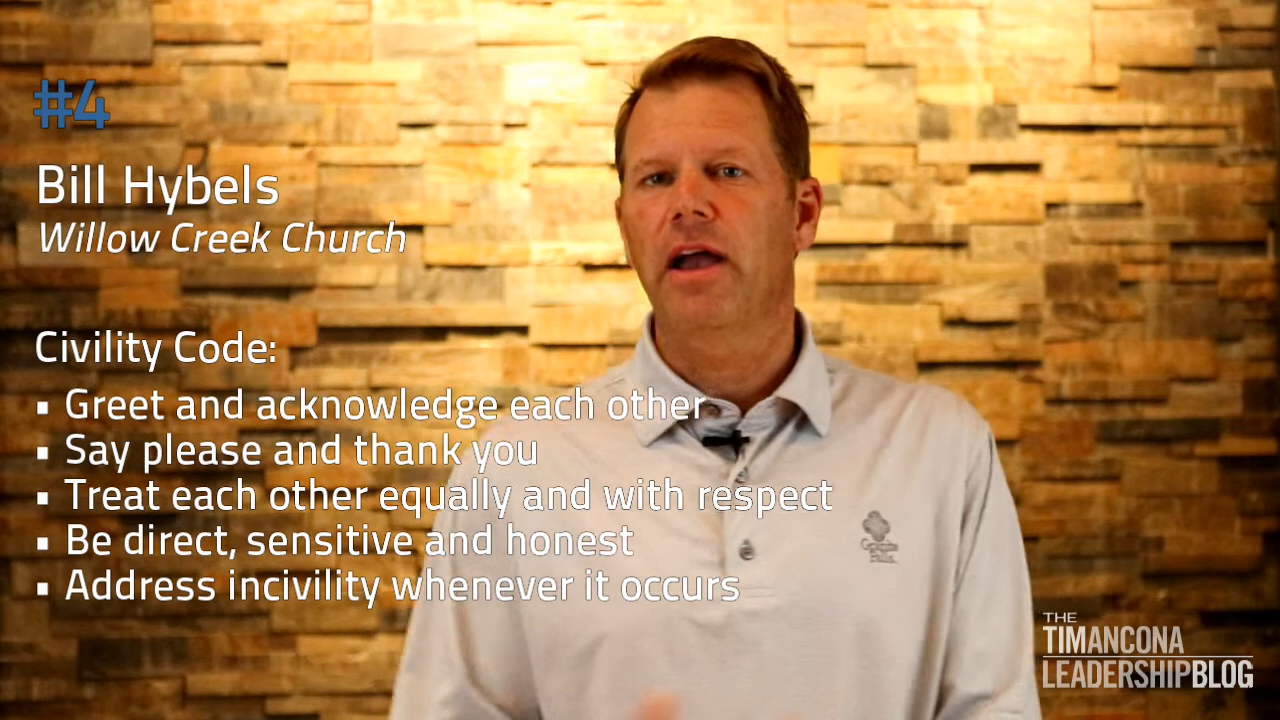 #4
Bill Hybels
Willow Creek Church
Civility Code:
▪ Greet and acknowledge each other
▪ Say please and thank you
▪ Treat each other equally and with respect
▪ Be direct, sensitive and honest
▪ Address incivility whenever it occurs
THE
TIMANCONA
LEADERSHIPBLOG